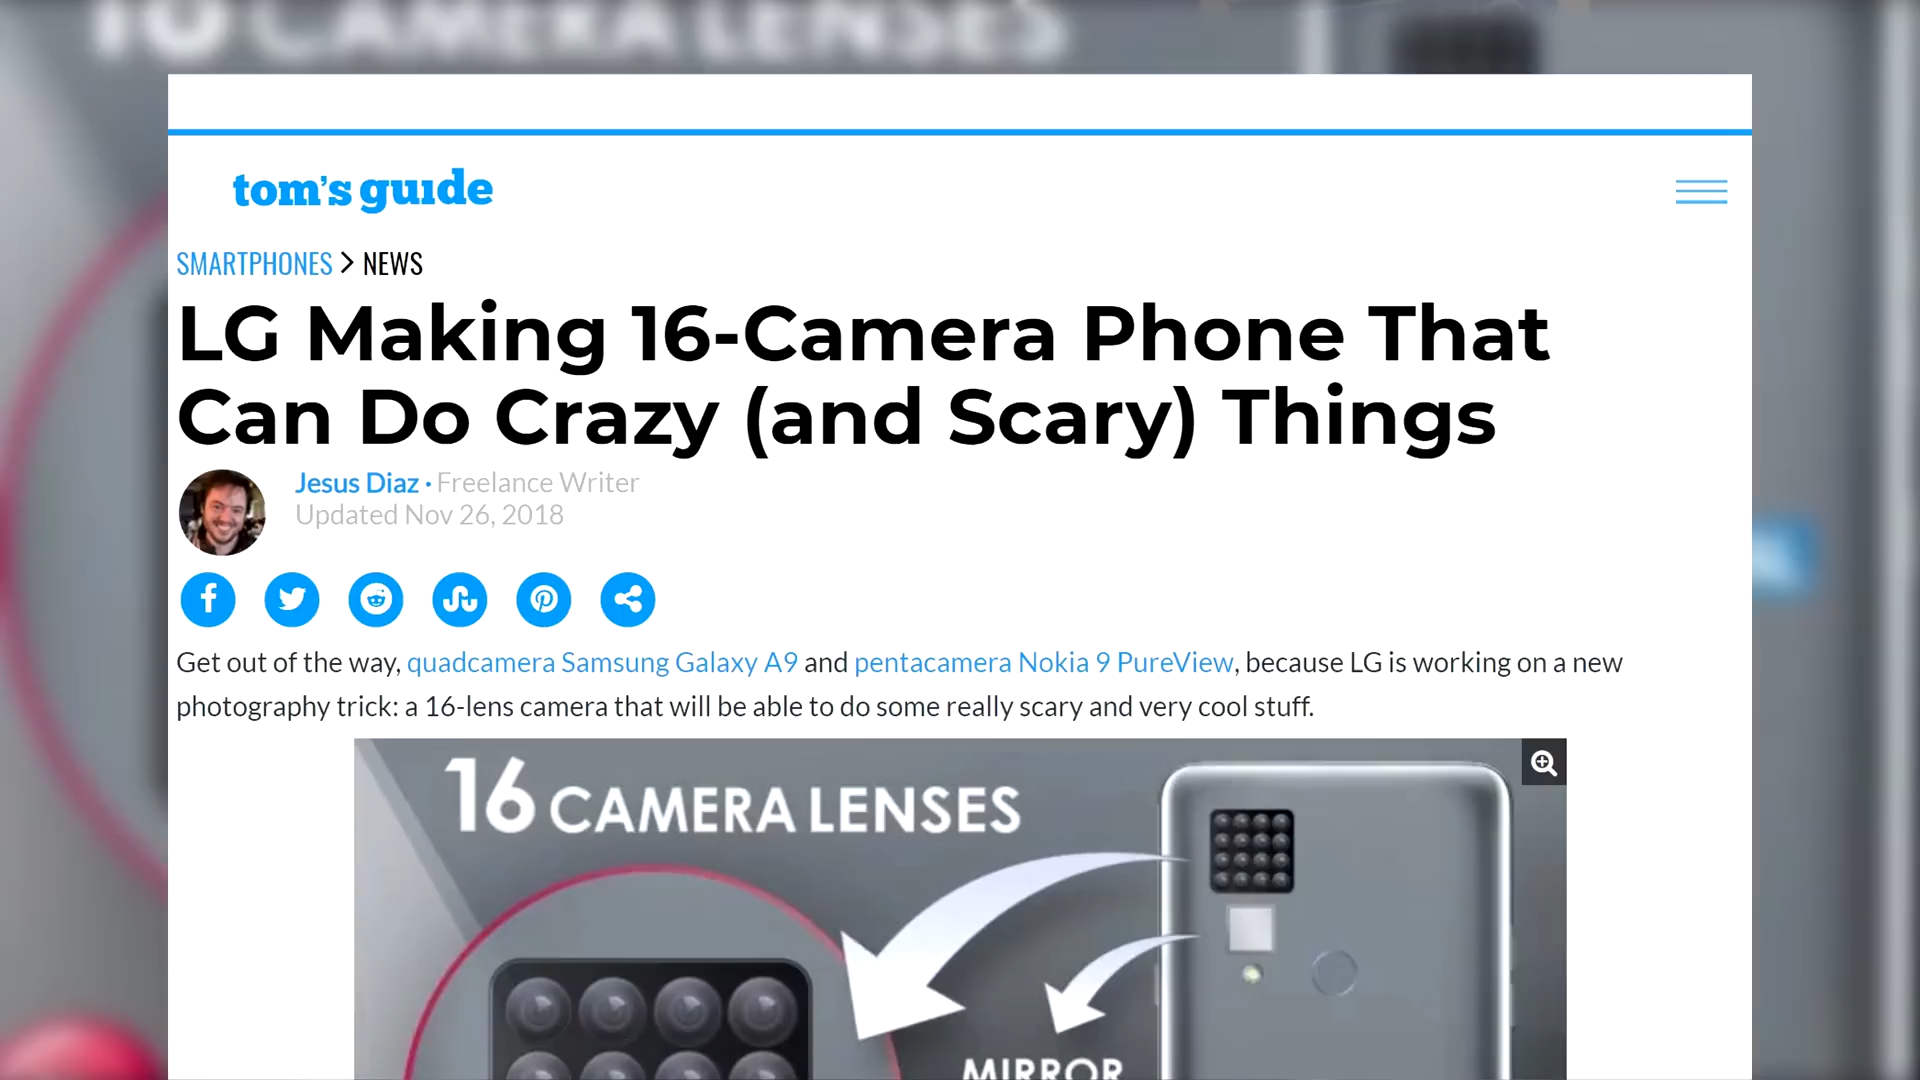 16 CAMERA LENSES
tom's guide
SMARTPHONES > NEWS
LG Making 16-Camera Phone That
Can Do Crazy (and Scary) Things
Jesus Diaz · Freelance Writer
Updated Nov 26, 2018
Get out of the way, quadcamera Samsung Galaxy A9 and pentacamera Nokia 9 PureView, because LG is working on a new
photography trick: a 16-lens camera that will be able to do some really scary and very cool stuff.
16 CAMERA LENSES
MIRROR